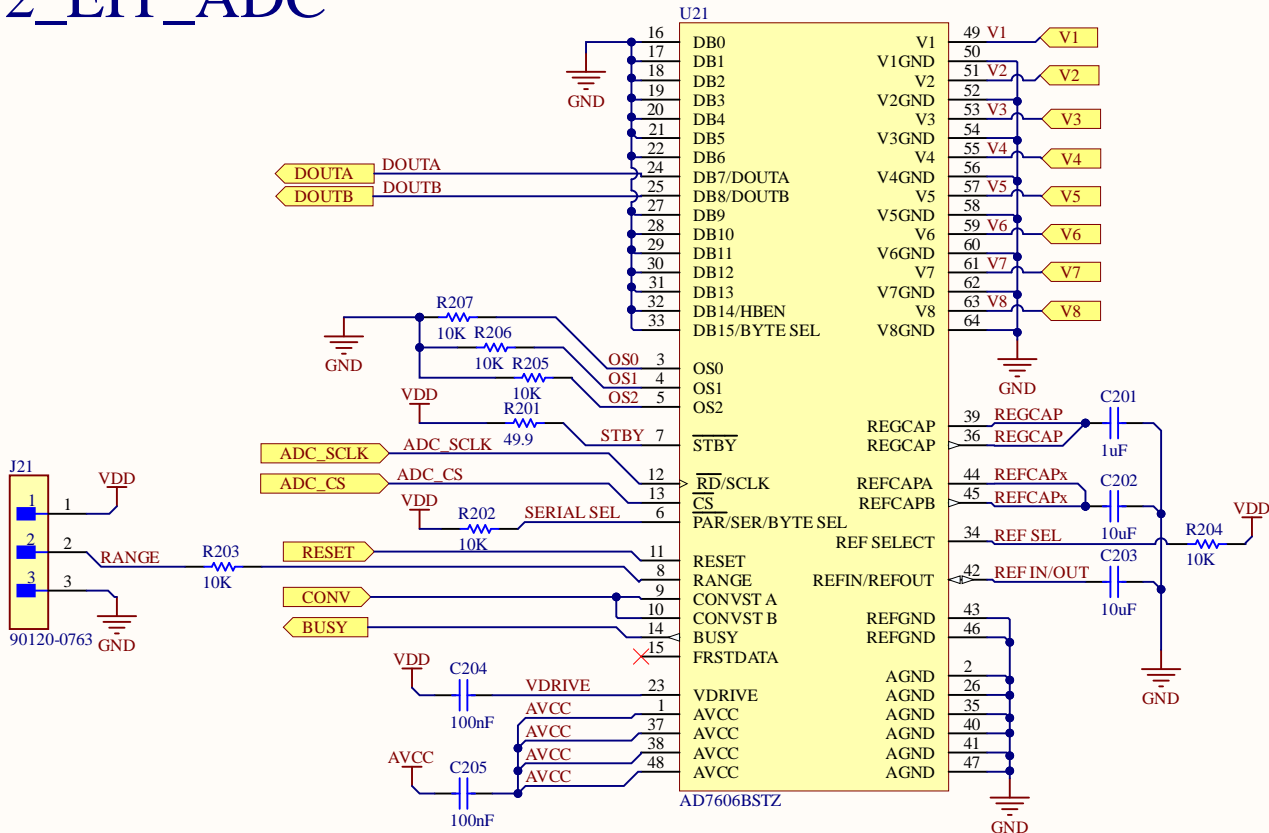 2_EIT_ADC
U21
16 DB0 V1 49 V1 V1
17 DB1 V1GND 50
18 DB2 V2 51 V2 V2
19 DB3 V2GND 52
20 DB4 V3 53 V3 V3
21 DB5 V3GND 54
22 DB6 V4 55 V4 V4
DOUTA DOUTA 24 DB7/DOUTA V4GND 56
DOUTB DOUTB 25 DB8/DOUTB V5 57 V5 V5
27 DB9 V5GND 58
28 DB10 V6 59 V6 V6
29 DB11 V6GND 60
30 DB12 V7 61 V7 V7
31 DB13 V7GND 62
32 DB14/HBEN V8 63 V8 V8
33 DB15/BYTE SEL V8GND 64
GND
GND
GND
R207
10K
R206
10K
R205
10K
OS0 3 OS0
OS1 4 OS1
OS2 5 OS2
VDD
R201
49.9
STBY 7 STBY
REGCAP 39 REGCAP
REGCAP 36 REGCAP
C201
1uF
ADC_SCLK ADC_SCLK 12 RD/SCLK
ADC_CS ADC_CS 13 CS
REFCAPA 44 REFCAPx
REFCAPB 45 REFCAPx
C202
10uF
VDD
R202
10K
SERIAL SEL 6 PAR/SER/BYTE SEL
REF SELECT 34 REF SEL
R204
10K
VDD
J21
1 1 VDD
2 2 RANGE
3 3 GND
90120-0763
R203
10K
RESET 11 RESET
8 RANGE
REFIN/REFOUT 42 REF IN/OUT
C203
10uF
GND
CONV 9 CONVST A
10 CONVST B
BUSY 14 BUSY
15 FRSTDATA
REFGND 43
REFGND 46
VDD
C204
100nF
VDRIVE 23 VDRIVE
AVCC 1 AVCC
AVCC 37 AVCC
AVCC 38 AVCC
AVCC 48 AVCC
AVCC
C205
100nF
AGND 2
AGND 26
AGND 35
AGND 40
AGND 41
AGND 47
GND
AD7606BSTZ